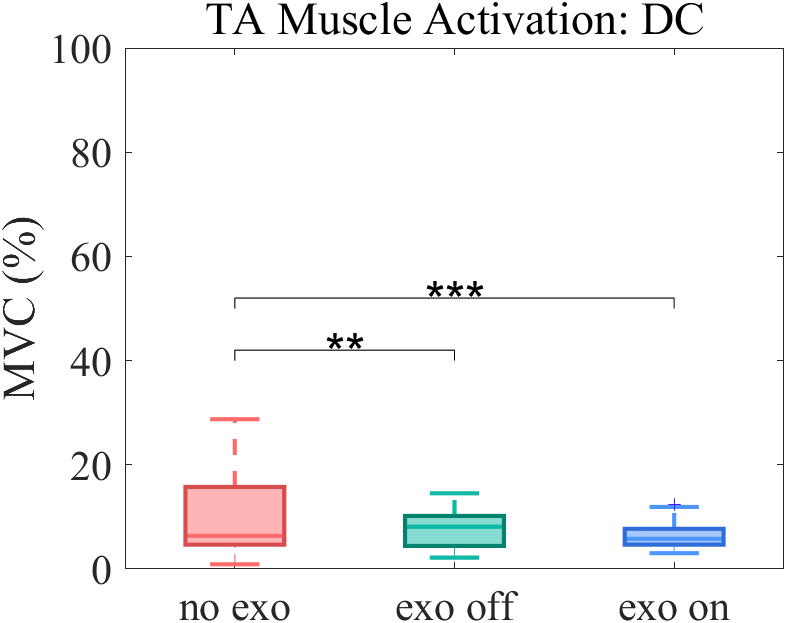 TA Muscle Activation: DC
MVC (%)
100
80
60
40
20
0
***
**
no exo exo off exo on